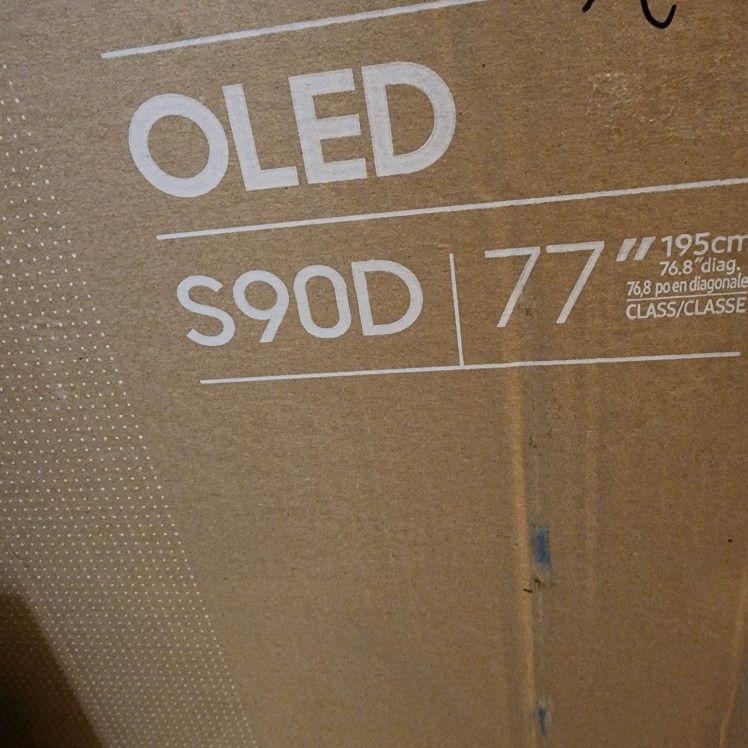 OLED
S90D 77"
195cm
76.8"diag.
76,8 po en diagonale
CLASS/CLASSE